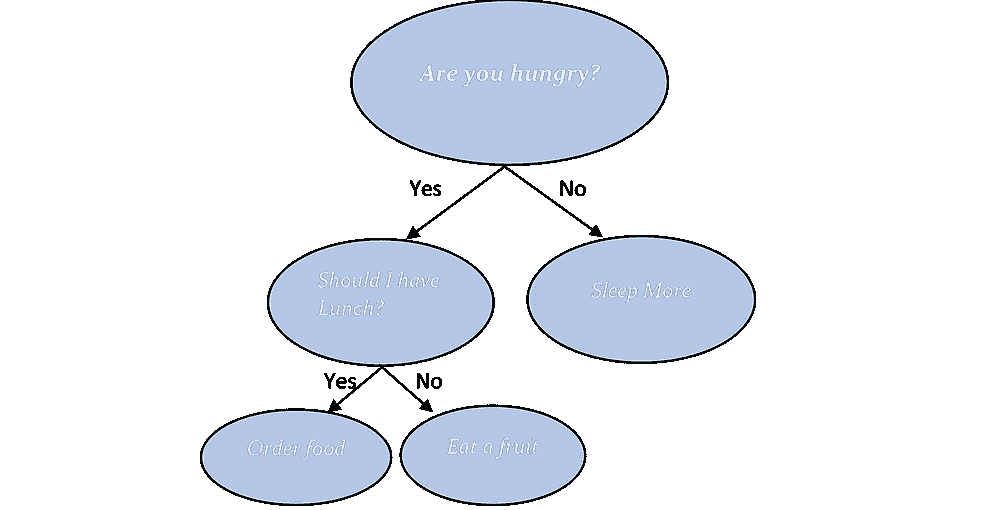 Are you hungry?
Yes
No
Should I have
Lunch?
Sleep More
Yes
No
Order food
Eat a fruit